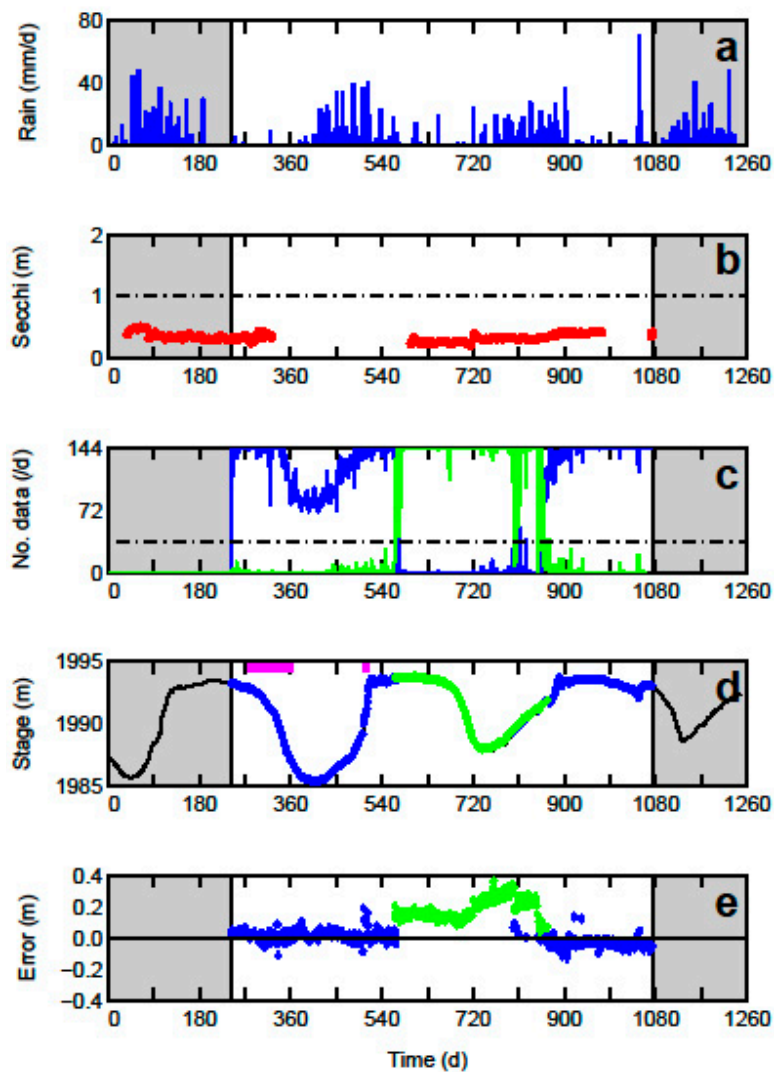 80
40
0
Rain (mm/d)
a
0 180 360 540 720 900 1080 1260
2
1
0
Secchi (m)
b
0 180 360 540 720 900 1080 1260
144
72
0
No. data (/d)
c
0 180 360 540 720 900 1080 1260
1995
1990
1985
Stage (m)
d
0 180 360 540 720 900 1080 1260
0.4
0.2
0.0
−0.2
−0.4
Error (m)
e
0 180 360 540 720 900 1080 1260
Time (d)